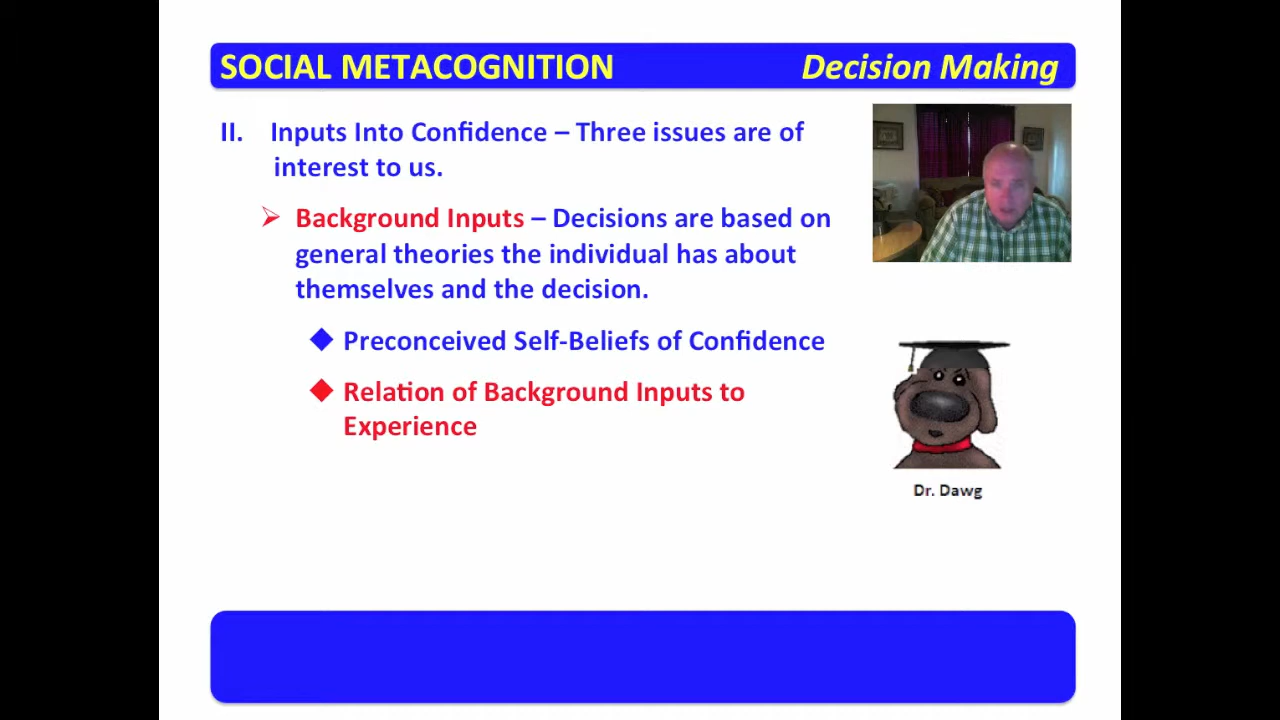 SOCIAL METACOGNITION Decision Making
II. Inputs Into Confidence – Three issues are of
interest to us.
Background Inputs – Decisions are based on
general theories the individual has about
themselves and the decision.
Preconceived Self-Beliefs of Confidence
Relation of Background Inputs to
Experience
Dr. Dawg